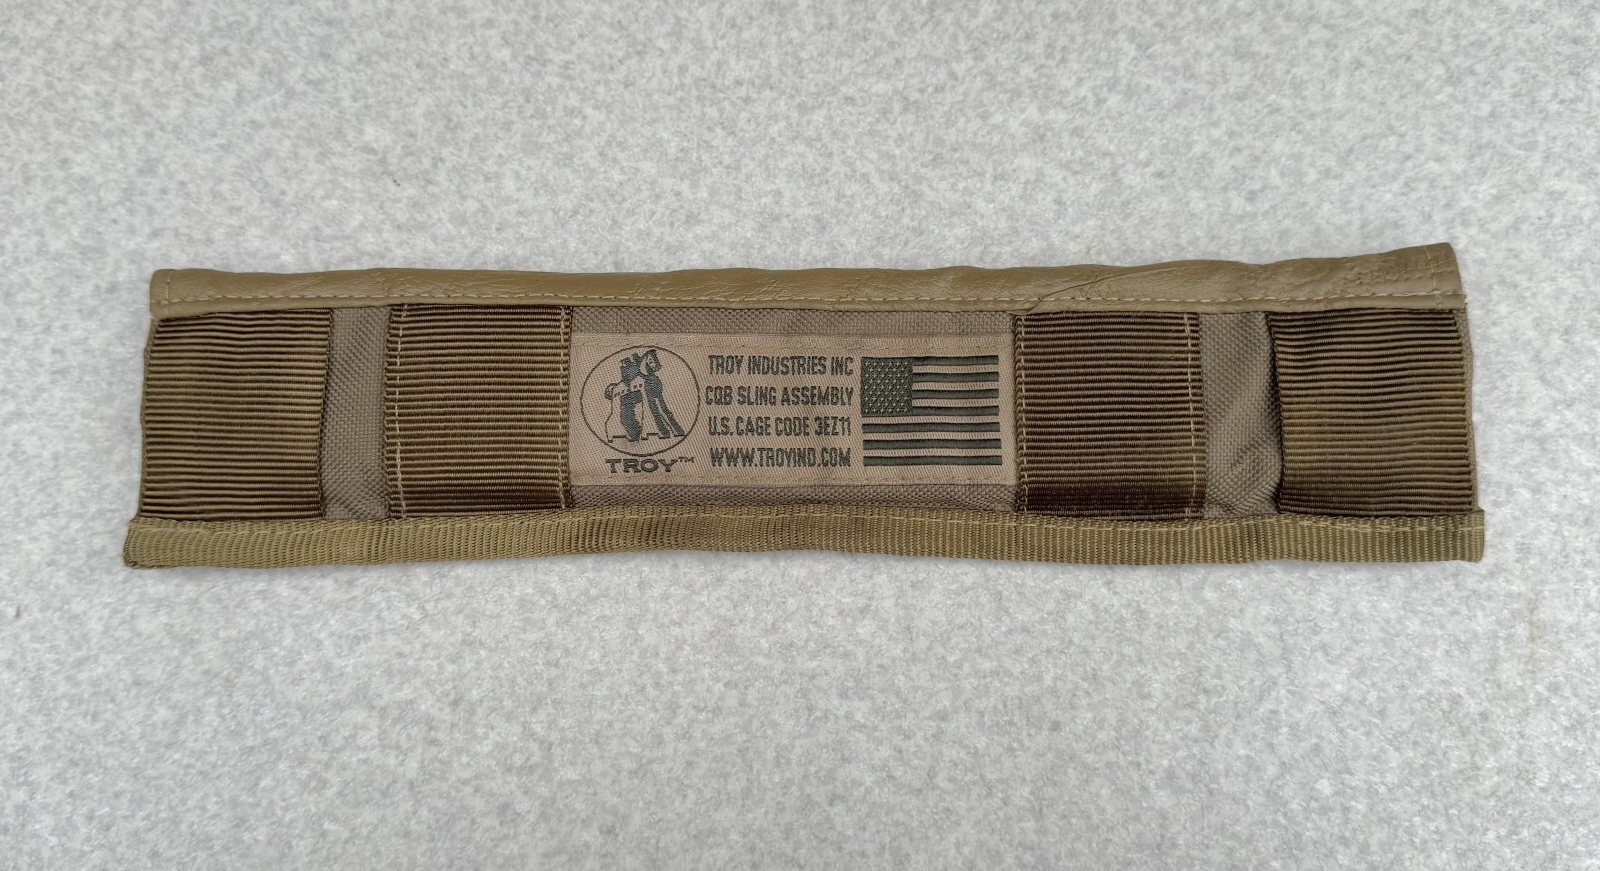 TROY INDUSTRIES INC
CQB SLING ASSEMBLY
U.S. CAGE CODE 3EZ11
WWW.TROYIND.COM
TROY™